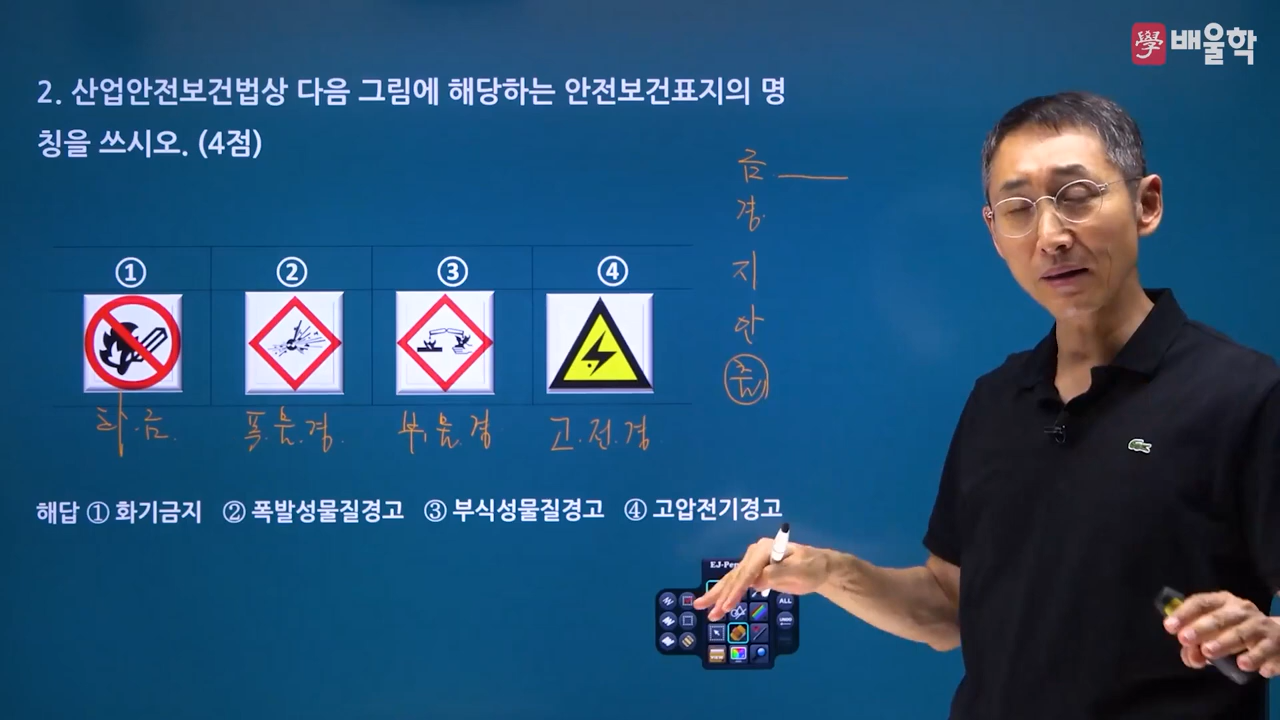 學 배울학
2. 산업안전보건법상 다음 그림에 해당하는 안전보건표지의 명
칭을 쓰시오. (4점)
금.
경.
지
안
출
① ② ③ ④
화.금. 폭.물.경. 부.물.경. 고.전.경.
해답 ① 화기금지 ② 폭발성물질경고 ③ 부식성물질경고 ④ 고압전기경고
ALL
UNDO